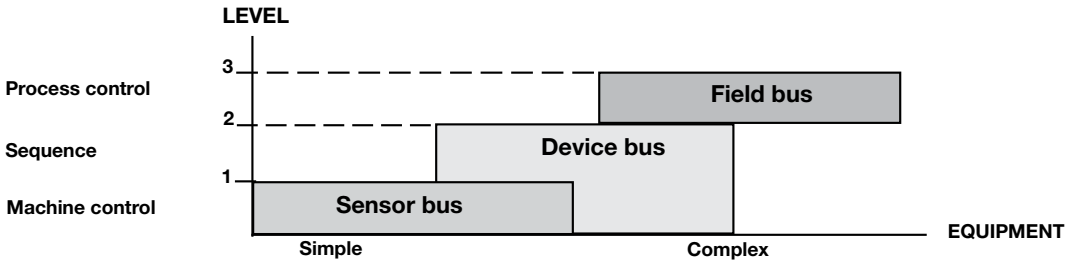 LEVEL
3
Process control
Field bus
2
Sequence
Device bus
1
Machine control
Sensor bus
EQUIPMENT
Simple
Complex